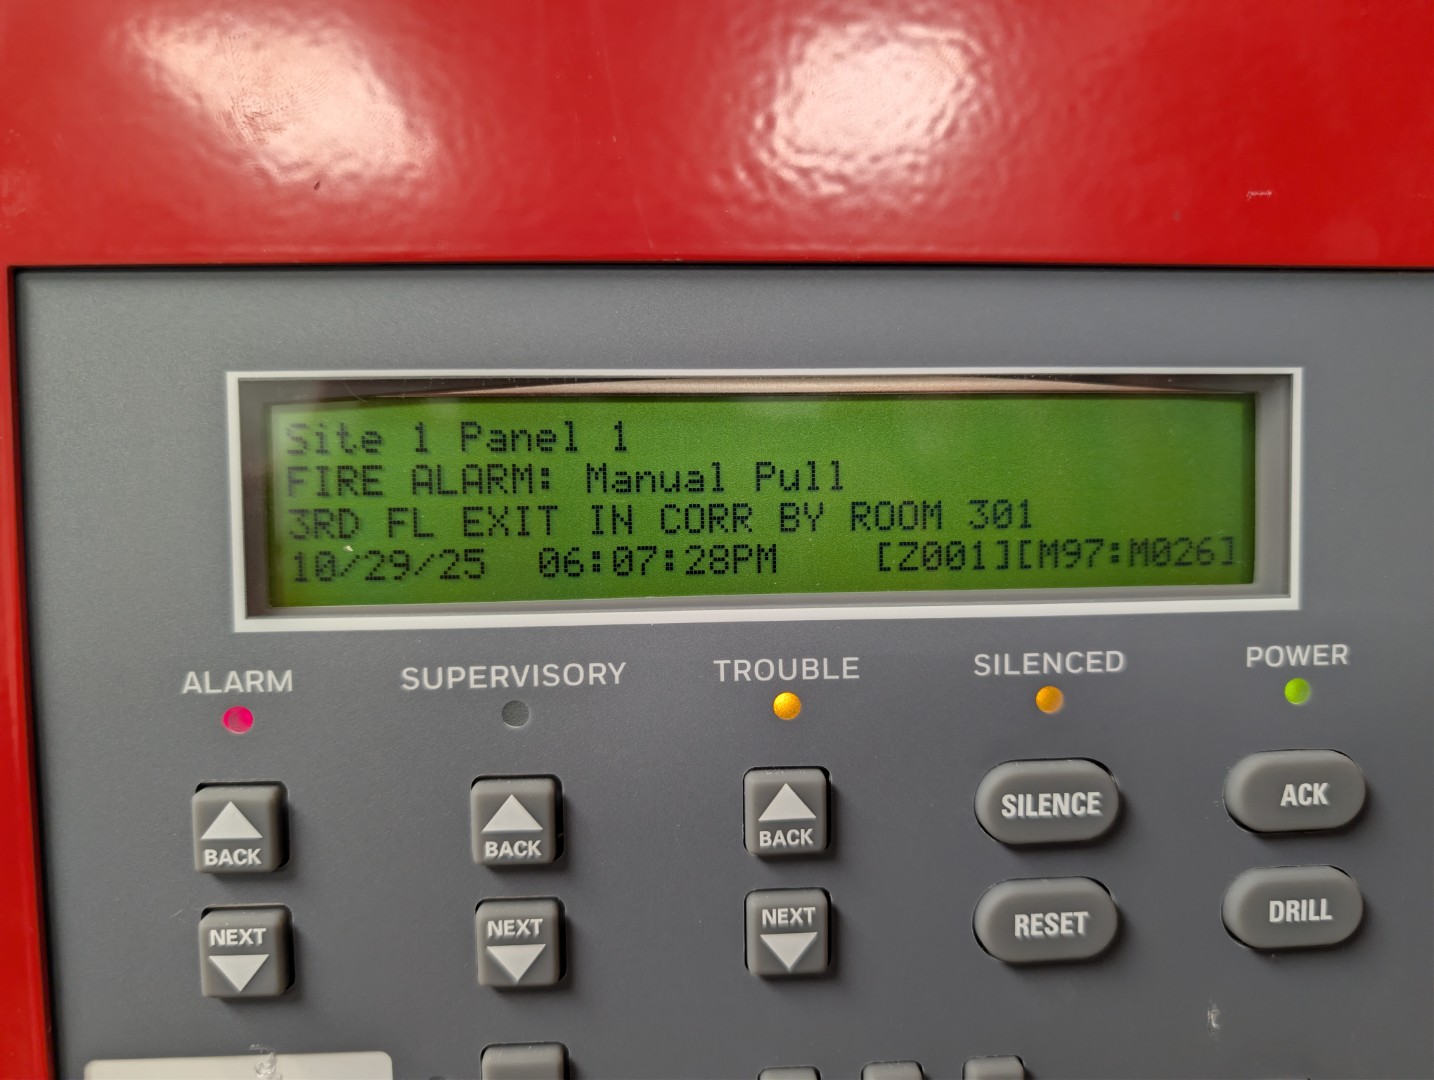 Site 1 Panel 1
FIRE ALARM: Manual Pull
3RD FL EXIT IN CORR BY ROOM 301
10/29/25 06:07:28PM [Z001][M97:M026]
ALARM SUPERVISORY TROUBLE SILENCED POWER
BACK BACK BACK SILENCE ACK
NEXT NEXT NEXT RESET DRILL